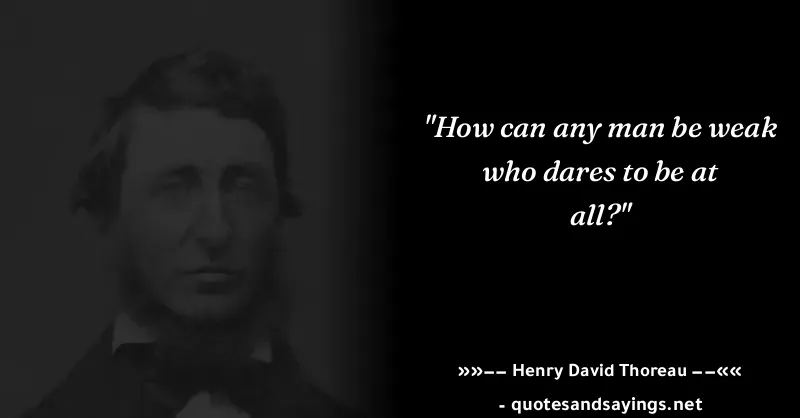 "How can any man be weak
who dares to be at
all?"
»»−− Henry David Thoreau −−««
- quotesandsayings.net